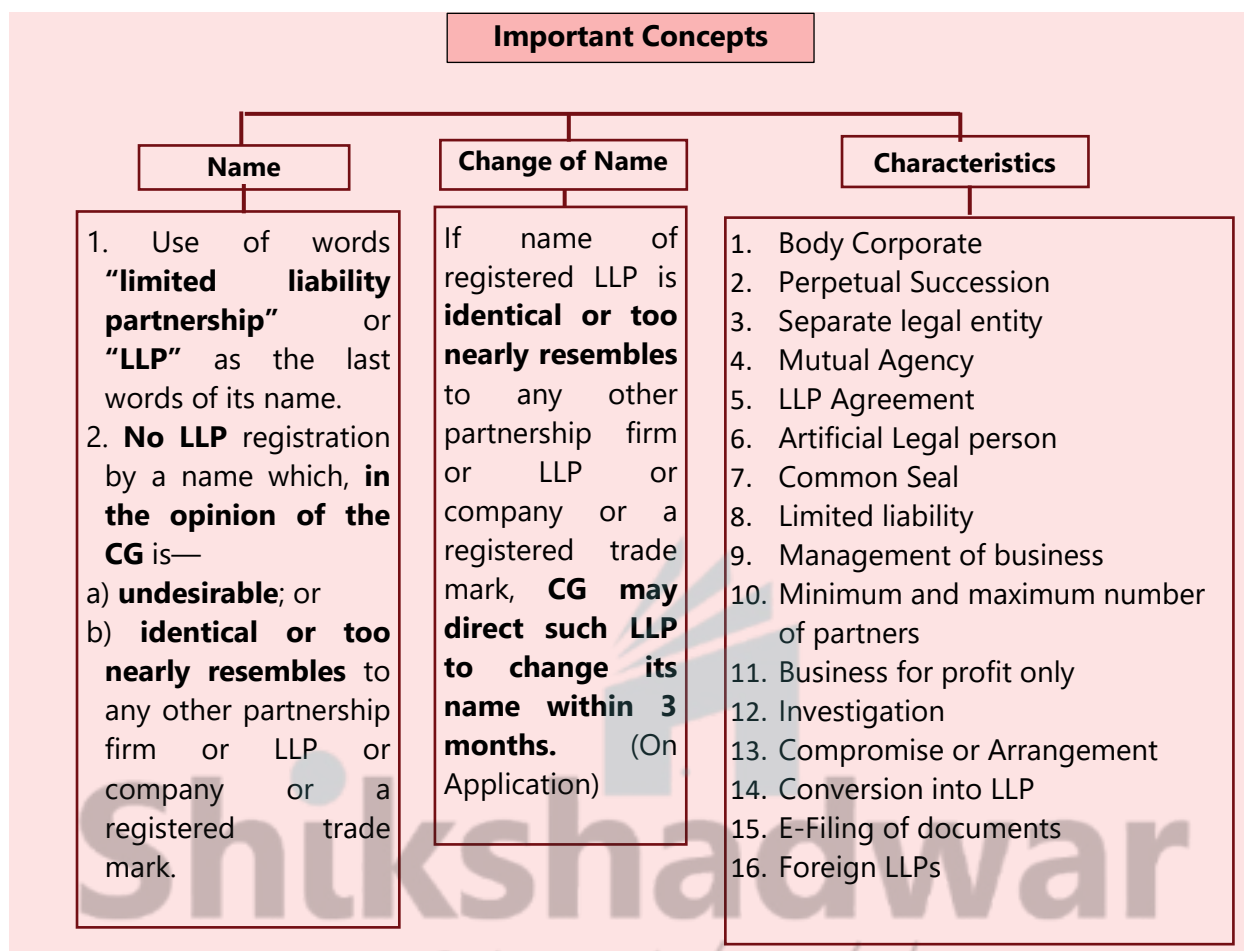 Important Concepts
Name
1. Use of words
“limited liability
partnership” or
“LLP” as the last
words of its name.
2. No LLP registration
by a name which, in
the opinion of the
CG is—
a) undesirable; or
b) identical or too
nearly resembles to
any other partnership
firm or LLP or
company or a
registered trade
mark.
Change of Name
If name of
registered LLP is
identical or too
nearly resembles
to any other
partnership firm
or LLP or
company or a
registered trade
mark, CG may
direct such LLP
to change its
name within 3
months. (On
Application)
Characteristics
1. Body Corporate
2. Perpetual Succession
3. Separate legal entity
4. Mutual Agency
5. LLP Agreement
6. Artificial Legal person
7. Common Seal
8. Limited liability
9. Management of business
10. Minimum and maximum number
of partners
11. Business for profit only
12. Investigation
13. Compromise or Arrangement
14. Conversion into LLP
15. E-Filing of documents
16. Foreign LLPs
Shikshadwar